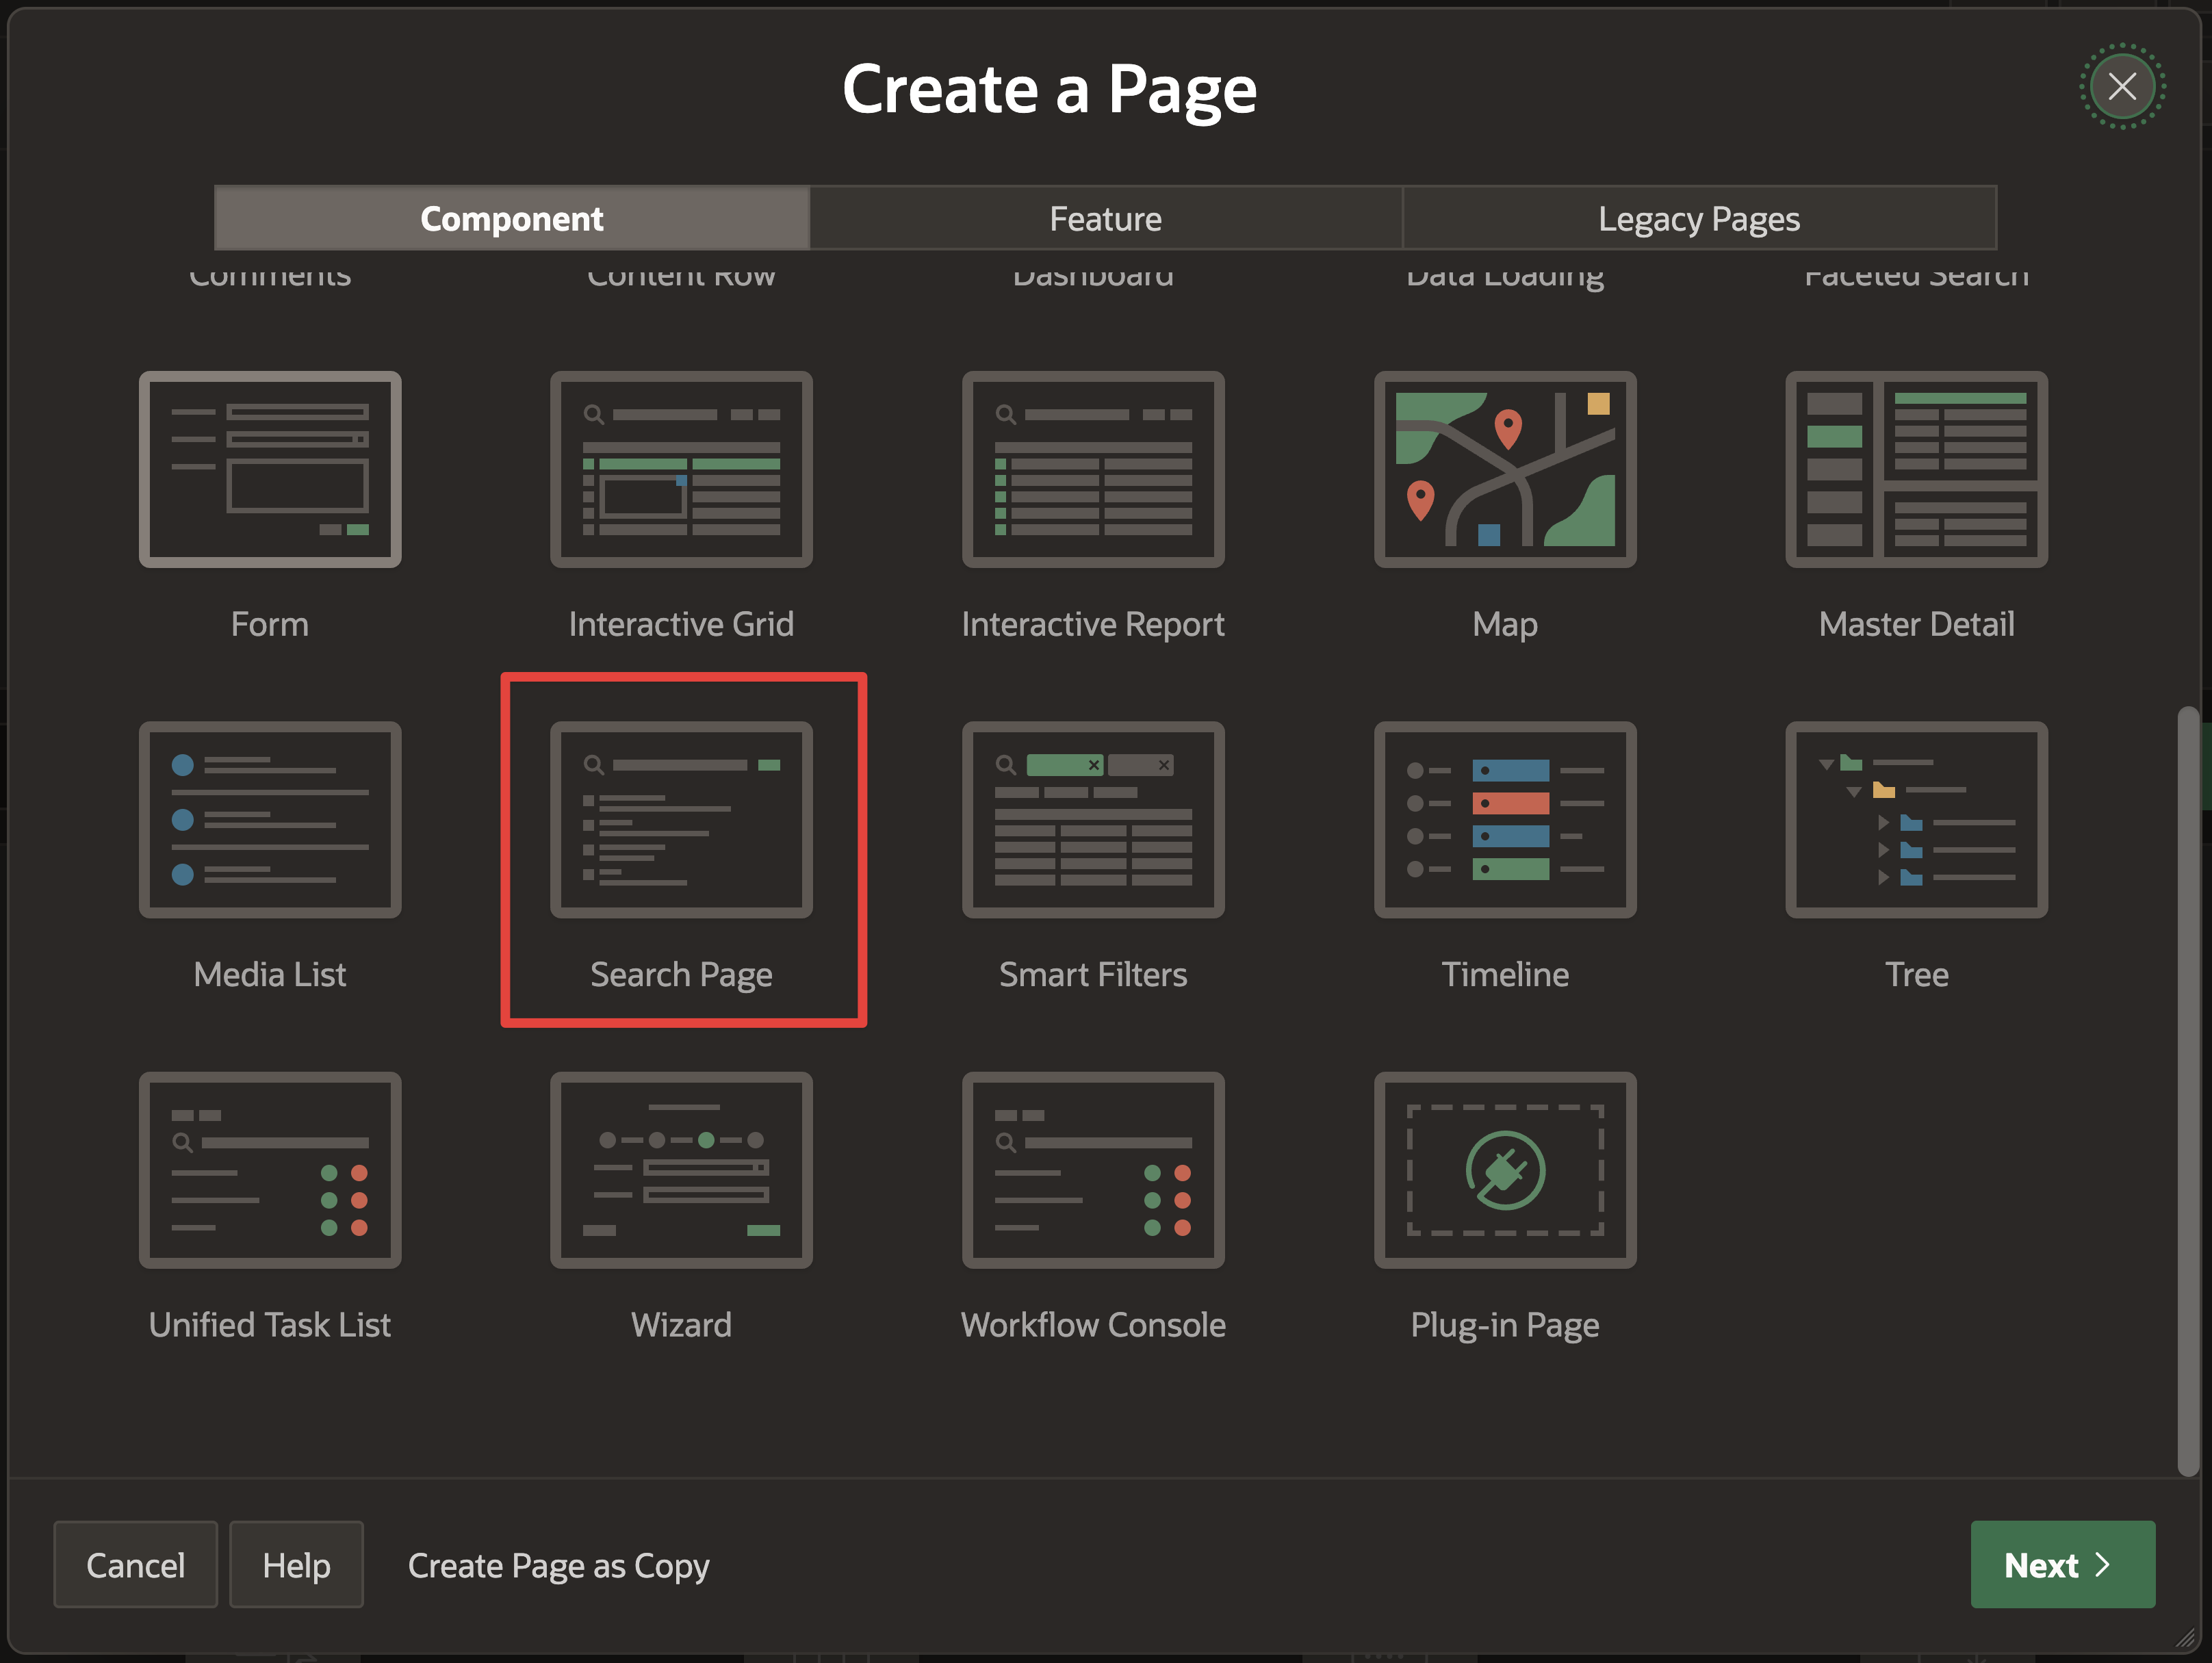 Create a Page
Component
Feature
Legacy Pages
Comments
Content Row
Dashboard
Data Loading
Faceted Search
Form
Interactive Grid
Interactive Report
Map
Master Detail
Media List
Search Page
Smart Filters
Timeline
Tree
Unified Task List
Wizard
Workflow Console
Plug-in Page
Cancel
Help
Create Page as Copy
Next